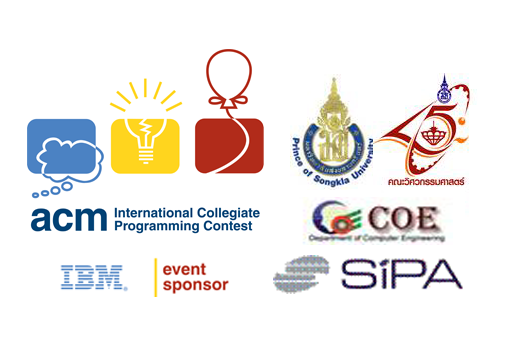 acm
International Collegiate
Programming Contest
IBM®
event
sponsor
Prince of Songkla University
45
คณะวิศวกรรมศาสตร์
COE
Department of Computer Engineering
SiPA